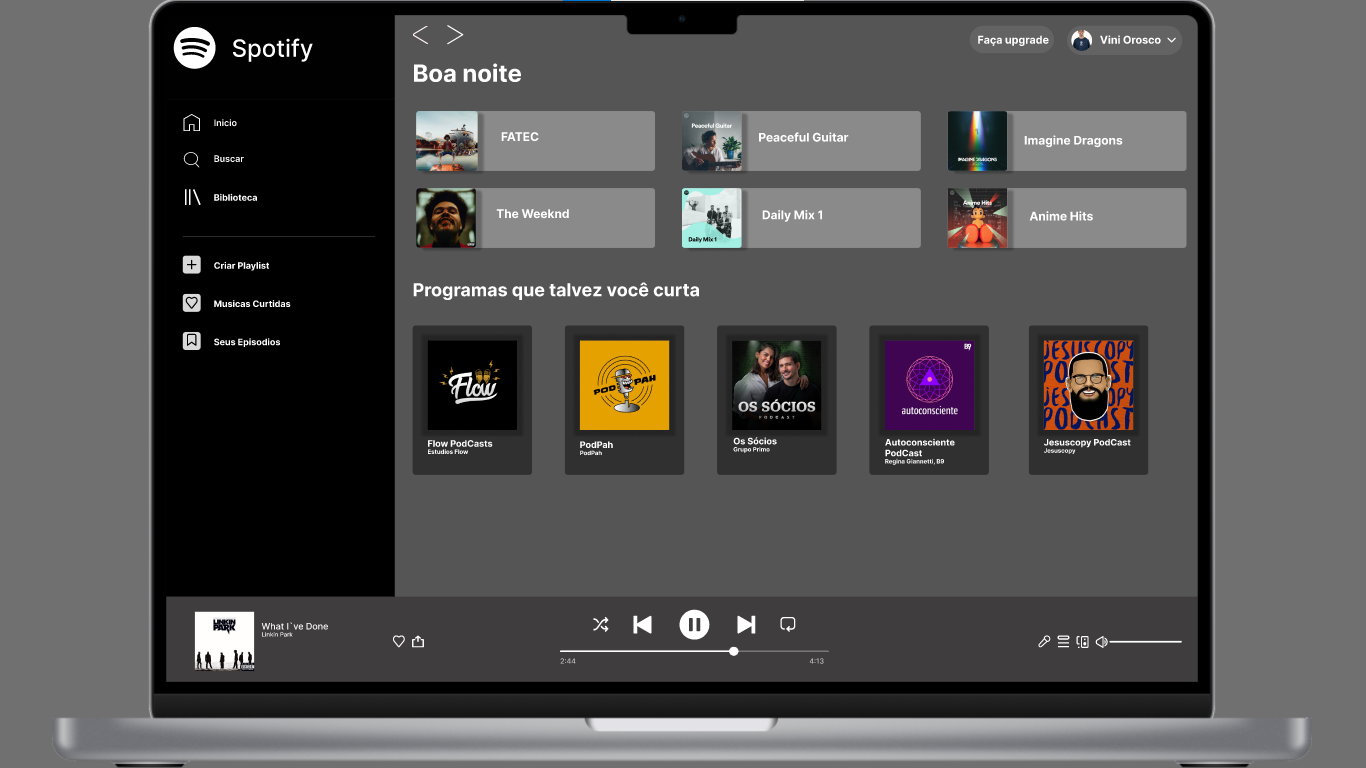 Spotify
Faça upgrade
Vini Orosco
Boa noite
Inicio
Buscar
Biblioteca
Criar Playlist
Musicas Curtidas
Seus Episodios
FATEC
Peaceful Guitar
Peaceful Guitar
IMAGINE DRAGONS
Imagine Dragons
The Weeknd
Daily Mix 1
Daily Mix 1
Anime Hits
Anime Hits
Programas que talvez você curta
Flow
POD PAH
OS SÓCIOS
PODCAST
B9
autoconsciente
JESUSCOPY
PODCAST
Flow PodCasts
Estudios Flow
PodPah
PodPah
Os Sócios
Grupo Primo
Autoconsciente
PodCast
Regina Giannetti, B9
Jesuscopy PodCast
Jesuscopy
LINKIN
PARK
What I`ve Done
Linkin Park
2:44
4:13